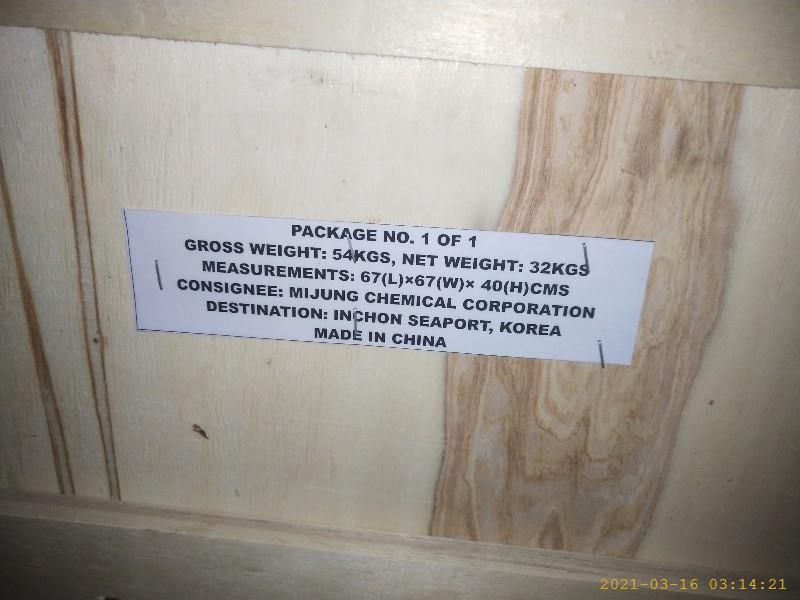 PACKAGE NO. 1 OF 1
GROSS WEIGHT: 54KGS, NET WEIGHT: 32KGS
MEASUREMENTS: 67(L)×67(W)× 40(H)CMS
CONSIGNEE: MIJUNG CHEMICAL CORPORATION
DESTINATION: INCHON SEAPORT, KOREA
MADE IN CHINA
2021-03-16 03:14:21